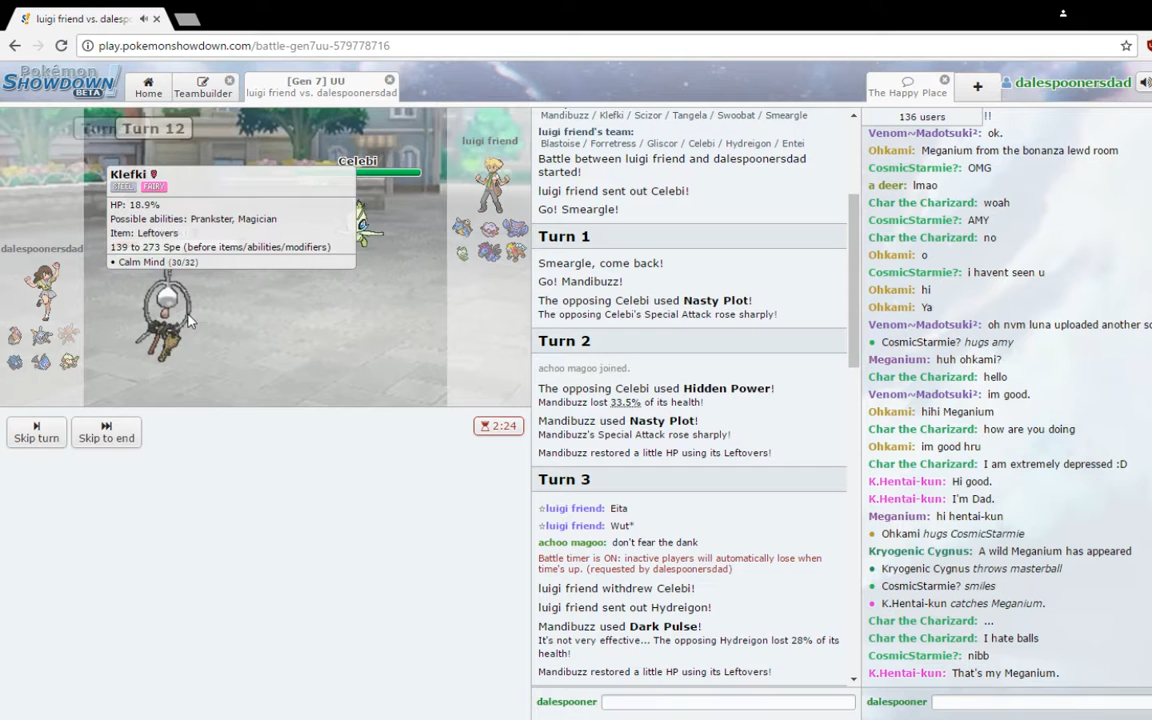 luigi friend vs. dalesp
play.pokemonshowdown.com/battle-gen7uu-579778716
Pokémon
SHOWDOWN
BETA
Home
Teambuilder
[Gen 7] UU
luigi friend vs. dalespoonersdad
The Happy Place
+
dalespoonersdad
Turn 12
Celebi
luigi friend
dalespoonersdad
Klefki
STEEL FAIRY
HP: 18.9%
Possible abilities: Prankster, Magician
Item: Leftovers
139 to 273 Spe (before items/abilities/modifiers)
• Calm Mind (30/32)
Skip turn
Skip to end
2:24
Mandibuzz / Klefki / Scizor / Tangela / Swoobat / Smeargle
luigi friend's team:
Blastoise / Forretress / Gliscor / Celebi / Hydreigon / Entei
Battle between luigi friend and dalespoonersdad
started!
luigi friend sent out Celebi!
Go! Smeargle!
Turn 1
Smeargle, come back!
Go! Mandibuzz!
The opposing Celebi used Nasty Plot!
The opposing Celebi's Special Attack rose sharply!
Turn 2
achoo magoo joined.
The opposing Celebi used Hidden Power!
Mandibuzz lost 33.5% of its health!
Mandibuzz used Nasty Plot!
Mandibuzz's Special Attack rose sharply!
Mandibuzz restored a little HP using its Leftovers!
Turn 3
☆luigi friend: Eita
☆luigi friend: Wut*
achoo magoo: don't fear the dank
Battle timer is ON: inactive players will automatically lose when
time's up. (requested by dalespoonersdad)
luigi friend withdrew Celebi!
luigi friend sent out Hydreigon!
Mandibuzz used Dark Pulse!
It's not very effective... The opposing Hydreigon lost 28% of its
health!
Mandibuzz restored a little HP using its Leftovers!
dalespooner
136 users
!!
Venom~Madotsuki²: ok.
Ohkami: Meganium from the bonanza lewd room
CosmicStarmie?: OMG
a deer: lmao
Char the Charizard: woah
CosmicStarmie?: AMY
Char the Charizard: no
Ohkami: o
CosmicStarmie?: i havent seen u
Ohkami: hi
Ohkami: Ya
Venom~Madotsuki²: oh nvm luna uploaded another so
• CosmicStarmie? hugs amy
Meganium: huh ohkami?
Char the Charizard: hello
Venom~Madotsuki²: im good.
Ohkami: hihi Meganium
Char the Charizard: how are you doing
Ohkami: im good hru
Char the Charizard: I am extremely depressed :D
K.Hentai-kun: Hi good.
K.Hentai-kun: I'm Dad.
Meganium: hi hentai-kun
• Ohkami hugs CosmicStarmie
Kryogenic Cygnus: A wild Meganium has appeared
• Kryogenic Cygnus throws masterball
• CosmicStarmie? smiles
• K.Hentai-kun catches Meganium.
Char the Charizard: ...
Char the Charizard: I hate balls
CosmicStarmie?: nibb
K.Hentai-kun: That's my Meganium.
dalespooner